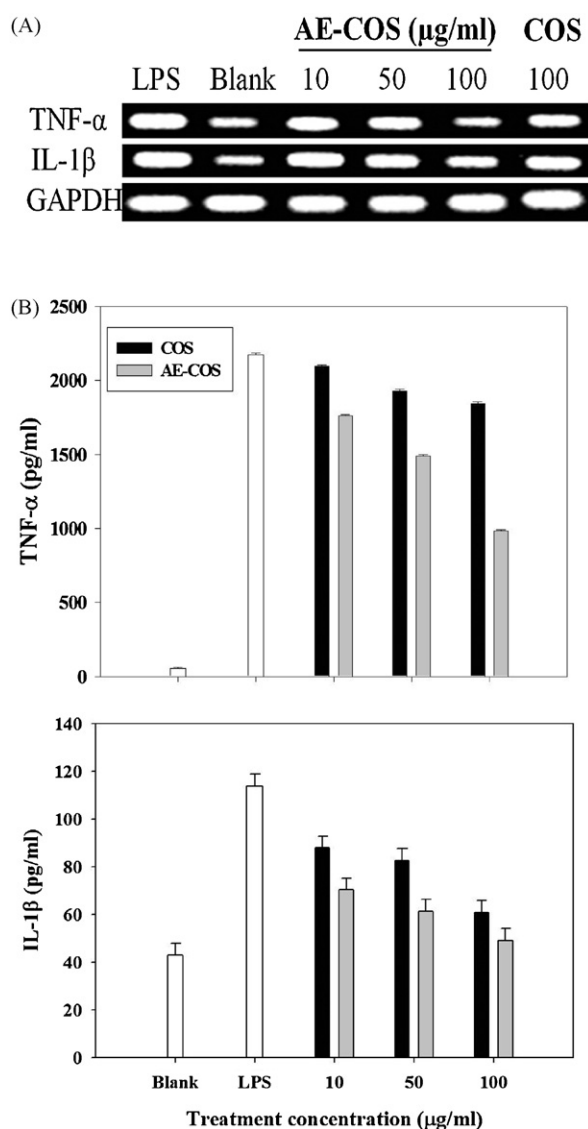 (A)
AE-COS (μg/ml) COS
LPS Blank 10 50 100 100
TNF-α
IL-1β
GAPDH
(B)
2500
2000
1500
1000
500
0
TNF-α (pg/ml)
COS
AE-COS
140
120
100
80
60
40
20
0
IL-1β (pg/ml)
Blank LPS 10 50 100
Treatment concentration (μg/ml)